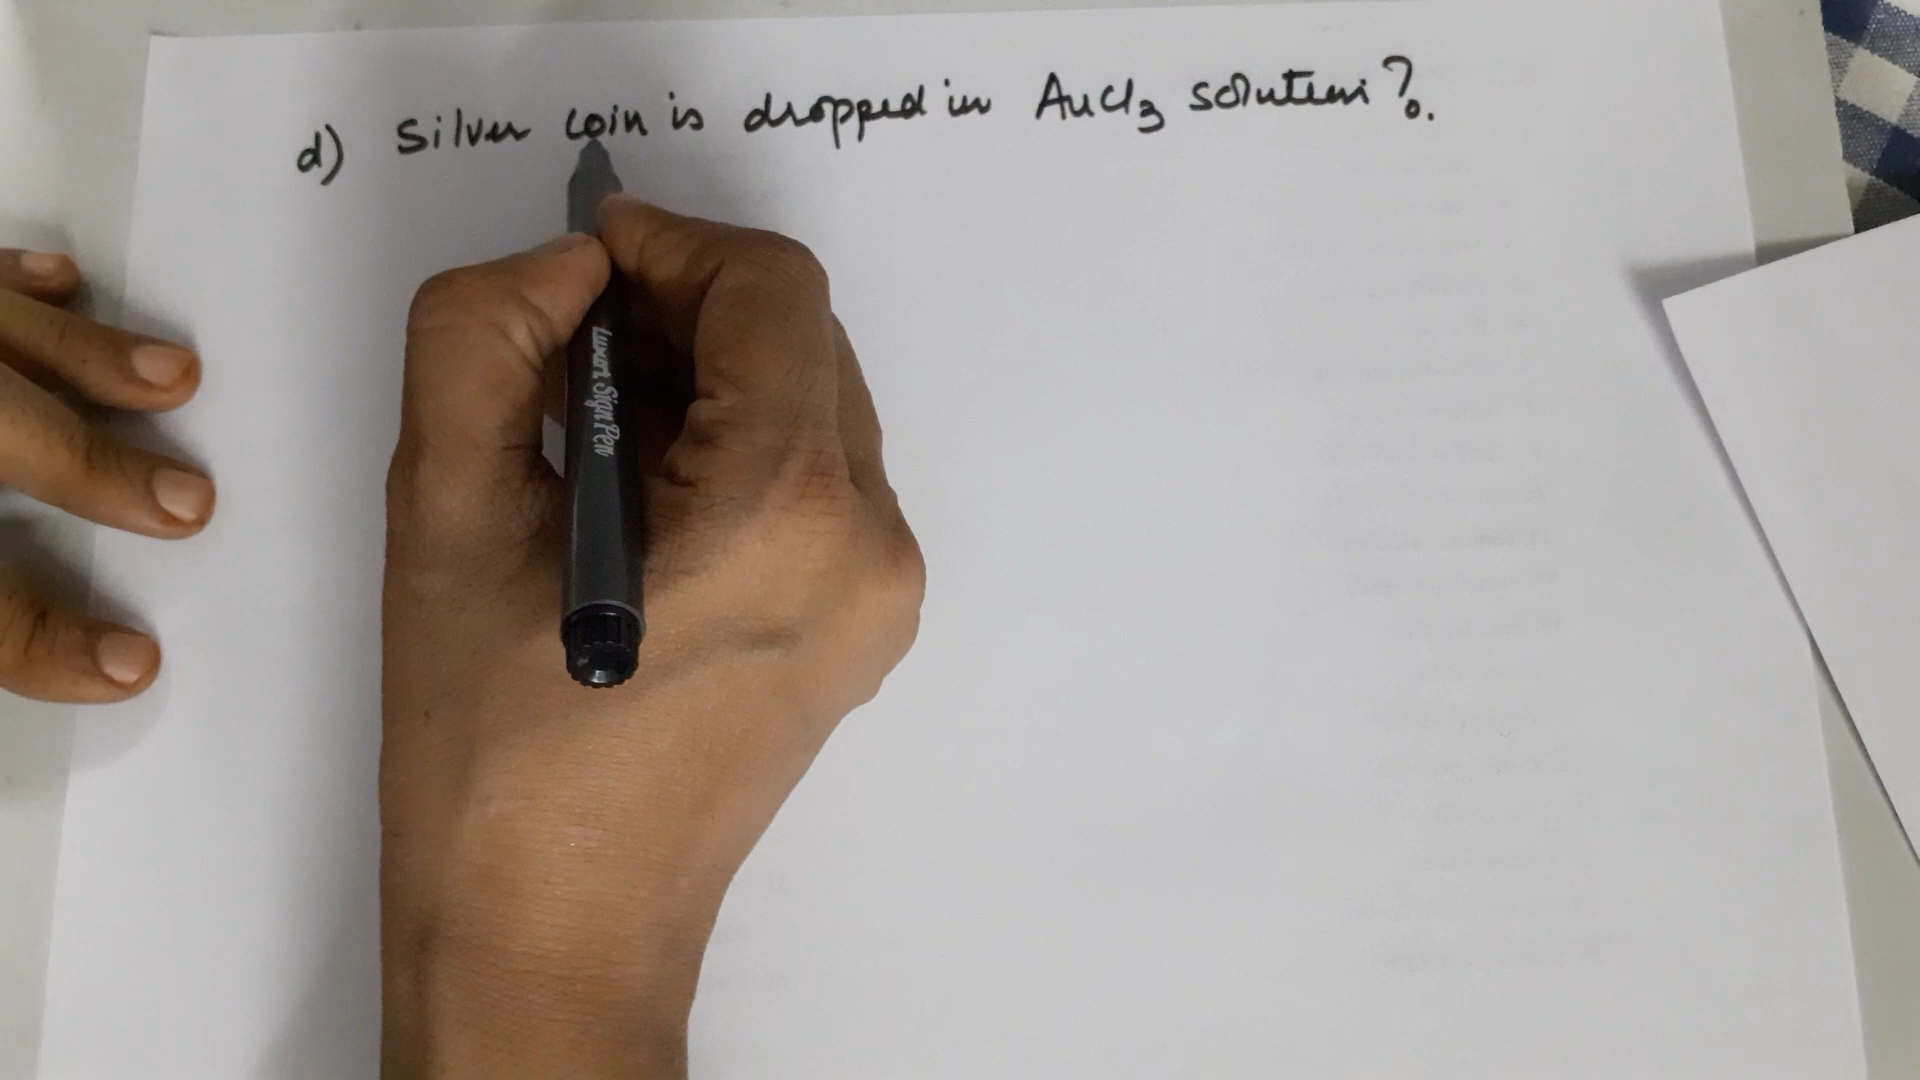 d) Silver coin is dropped in AuCl3 solution?.
Luxor Sign Pen